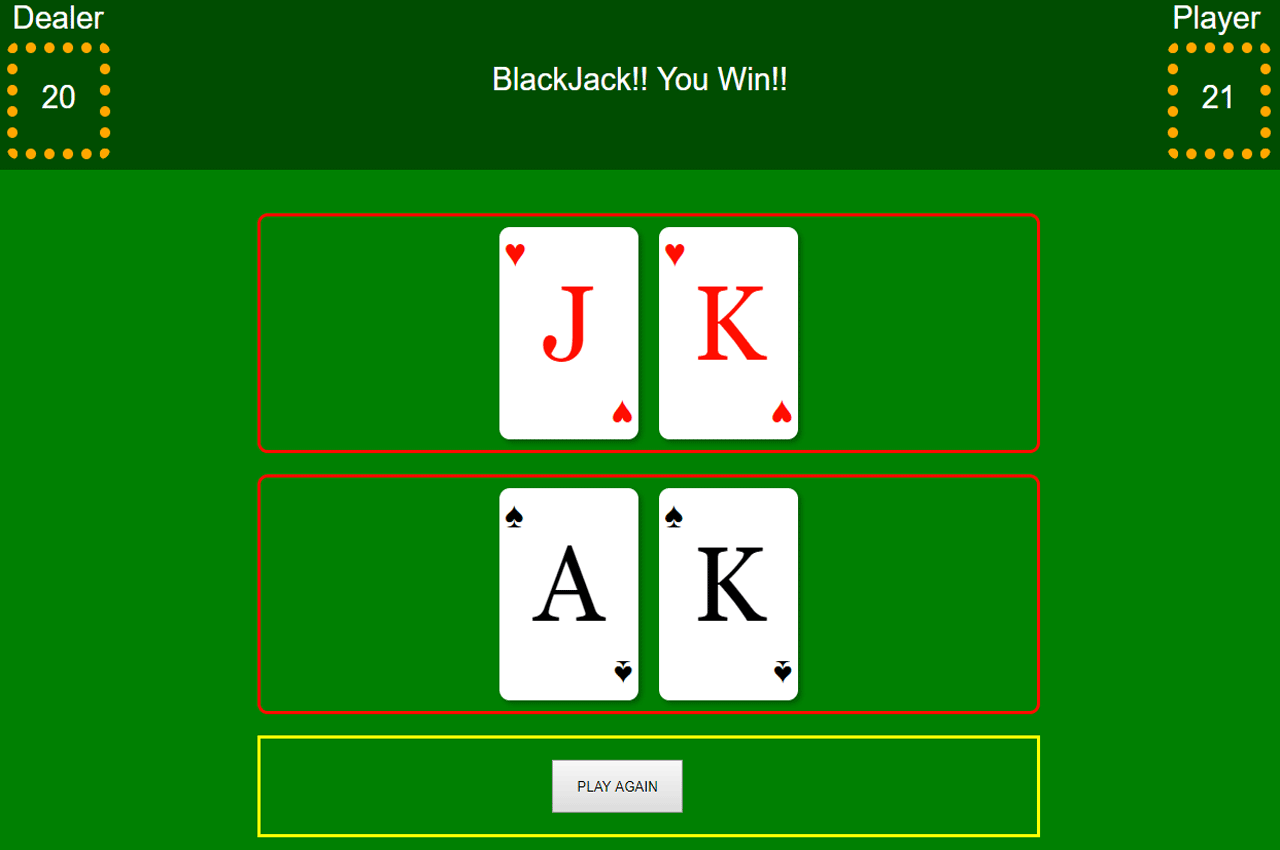 Dealer
Player
20
BlackJack!! You Win!!
21
♥ ♥
J K
♥ ♥
♠ ♠
A K
♠ ♠
PLAY AGAIN